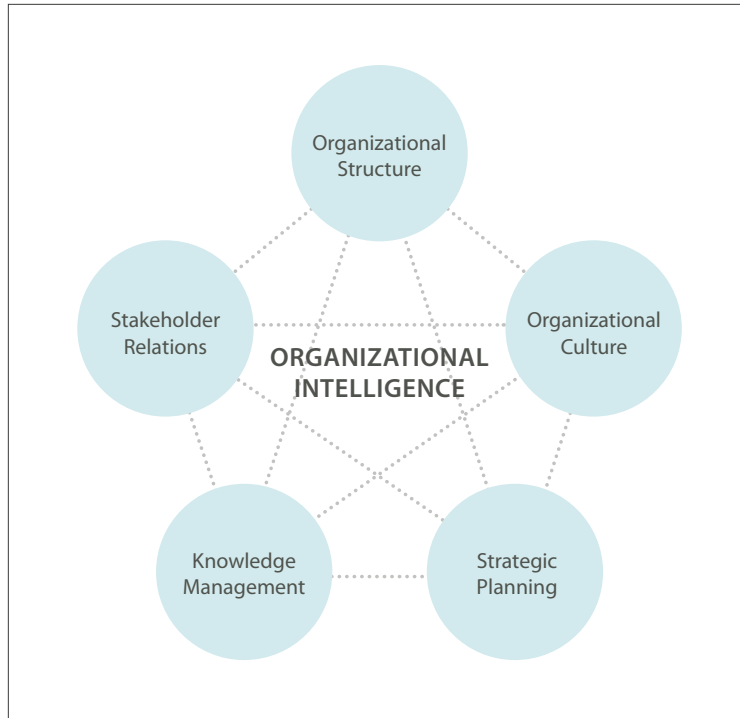 Organizational
Structure
Stakeholder
Relations
Organizational
Culture
ORGANIZATIONAL
INTELLIGENCE
Knowledge
Management
Strategic
Planning